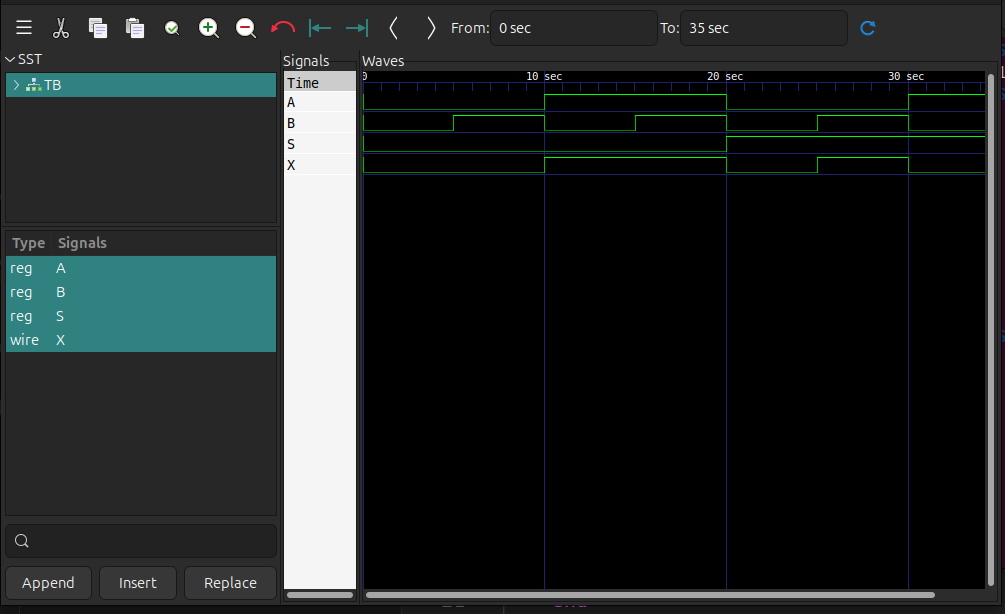 From: 0 sec To: 35 sec
SST
TB
Type Signals
reg A
reg B
reg S
wire X
Append Insert Replace
Signals
Time
A
B
S
X
Waves
0 10 sec 20 sec 30 sec